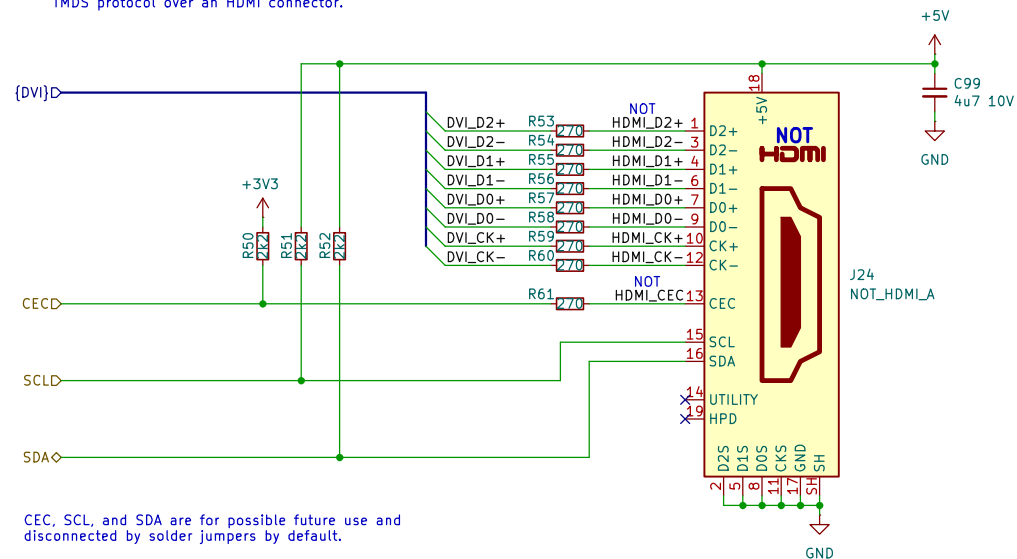 TMDS protocol over an HDMI connector.
+5V
{DVI}
C99
4u7 10V
GND
18
+5V
NOT
DVI_D2+ R53 270 HDMI_D2+ 1 D2+
DVI_D2- R54 270 HDMI_D2- 3 D2-
DVI_D1+ R55 270 HDMI_D1+ 4 D1+
DVI_D1- R56 270 HDMI_D1- 6 D1-
DVI_D0+ R57 270 HDMI_D0+ 7 D0+
DVI_D0- R58 270 HDMI_D0- 9 D0-
DVI_CK+ R59 270 HDMI_CK+ 10 CK+
DVI_CK- R60 270 HDMI_CK- 12 CK-
NOT
HDMI
+3V3
R50 2k2
R51 2k2
R52 2k2
NOT
CEC R61 270 HDMI_CEC 13 CEC
J24
NOT_HDMI_A
15 SCL
16 SDA
SCL
14 UTILITY
19 HPD
SDA
D2S D1S D0S CKS GND SH
2 5 8 11 17 SH
GND
CEC, SCL, and SDA are for possible future use and
disconnected by solder jumpers by default.